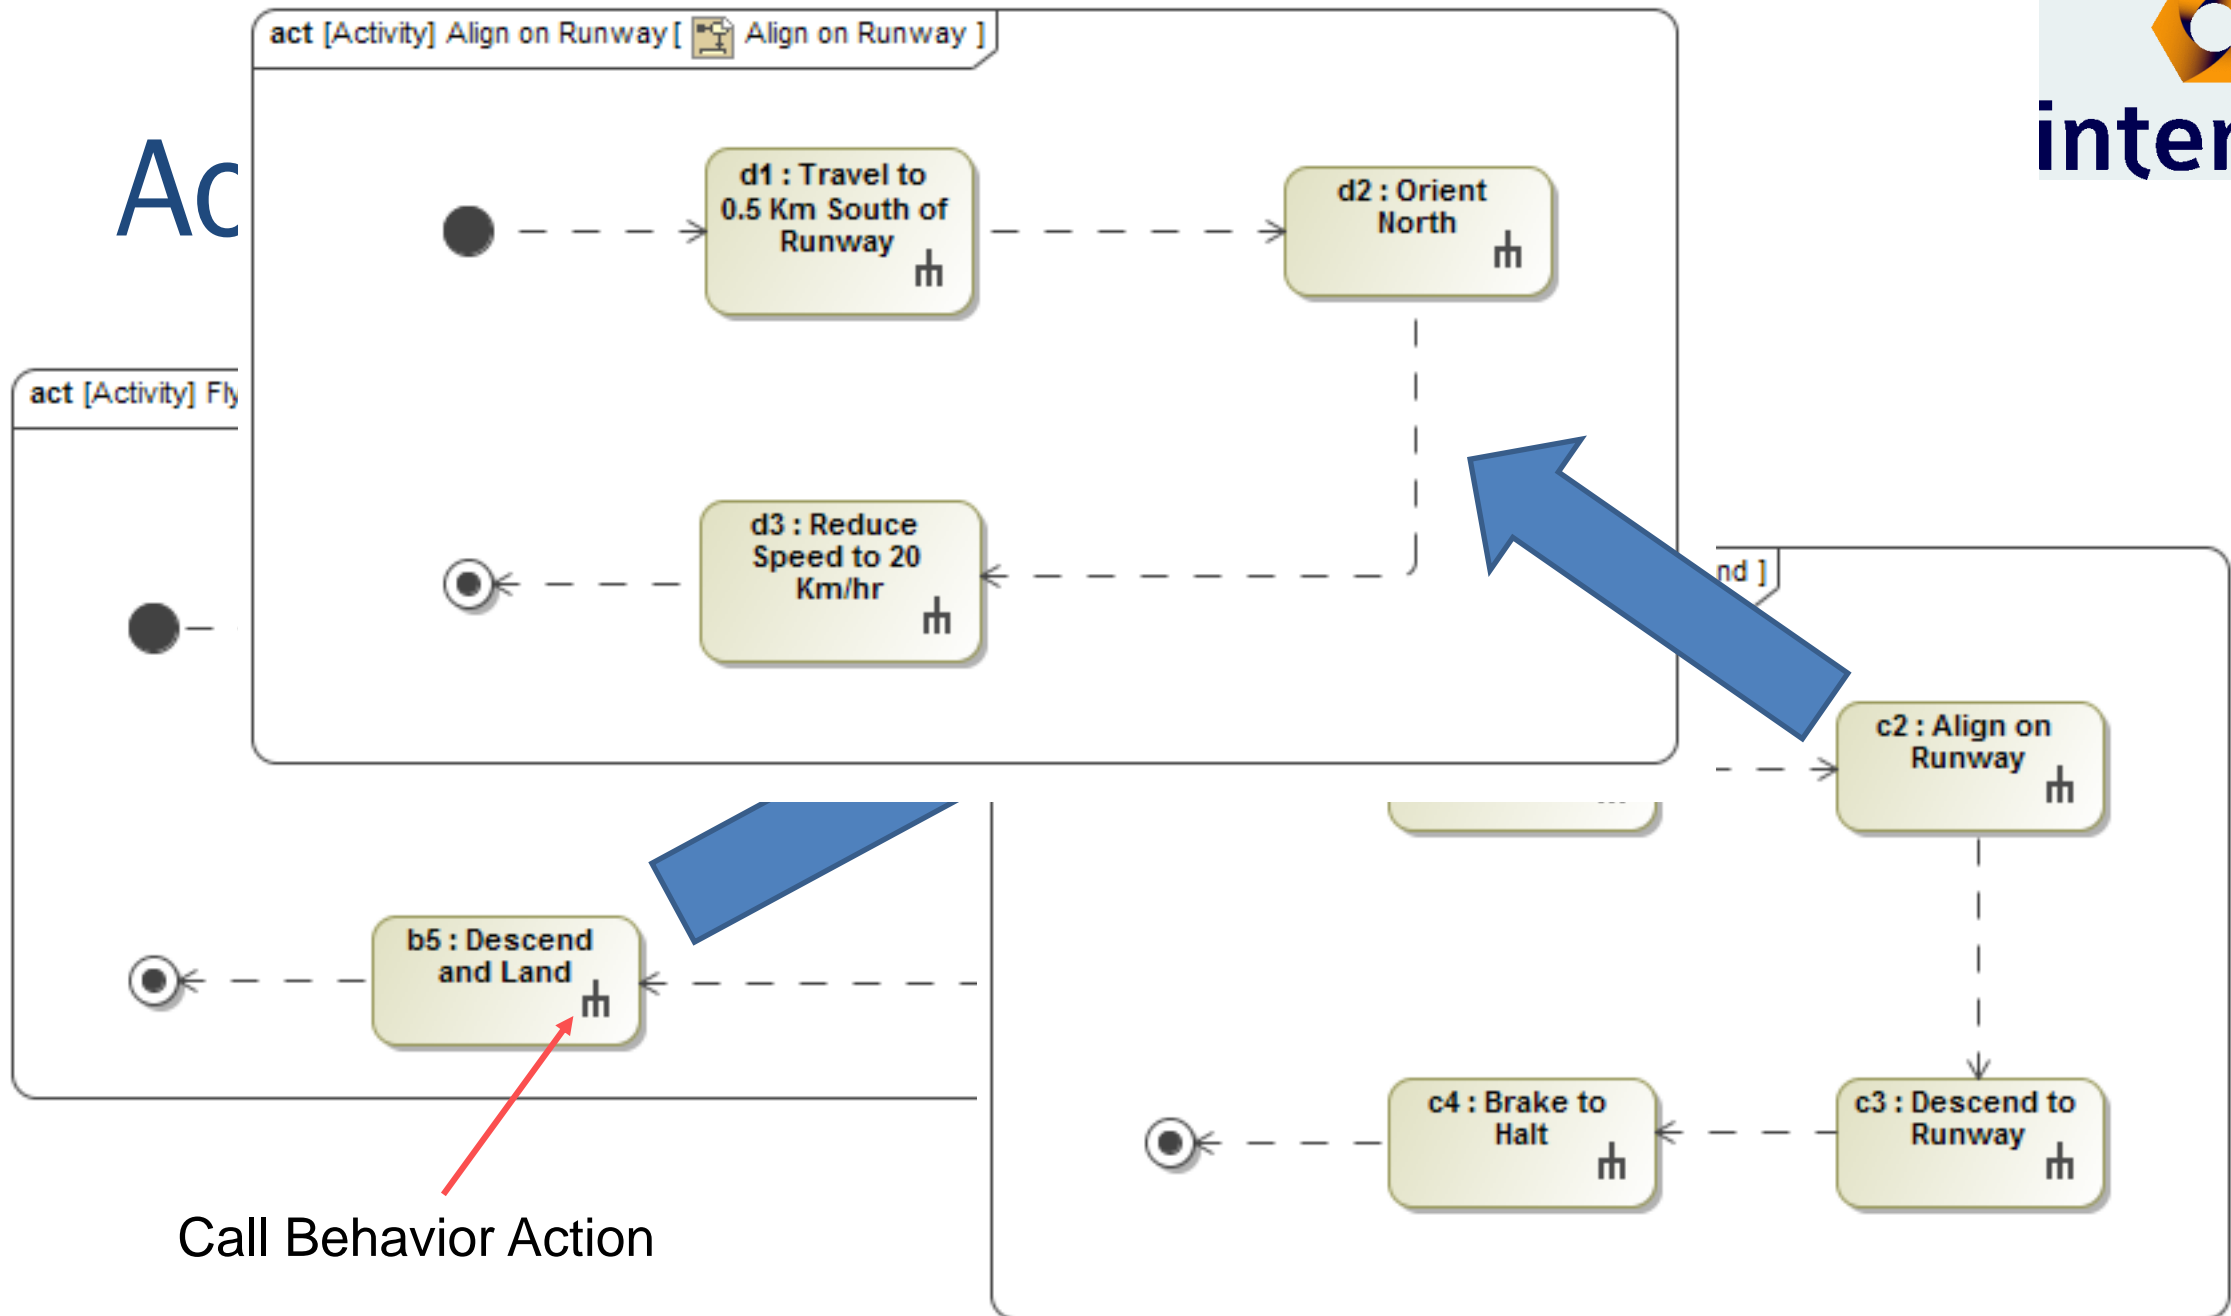 act [Activity] Align on Runway [ Align on Runway ]
inter
Ac
d1 : Travel to
0.5 Km South of
Runway
d2 : Orient
North
act [Activity] Fly
d3 : Reduce
Speed to 20
Km/hr
nd ]
c2 : Align on
Runway
b5 : Descend
and Land
c4 : Brake to
Halt
c3 : Descend to
Runway
Call Behavior Action